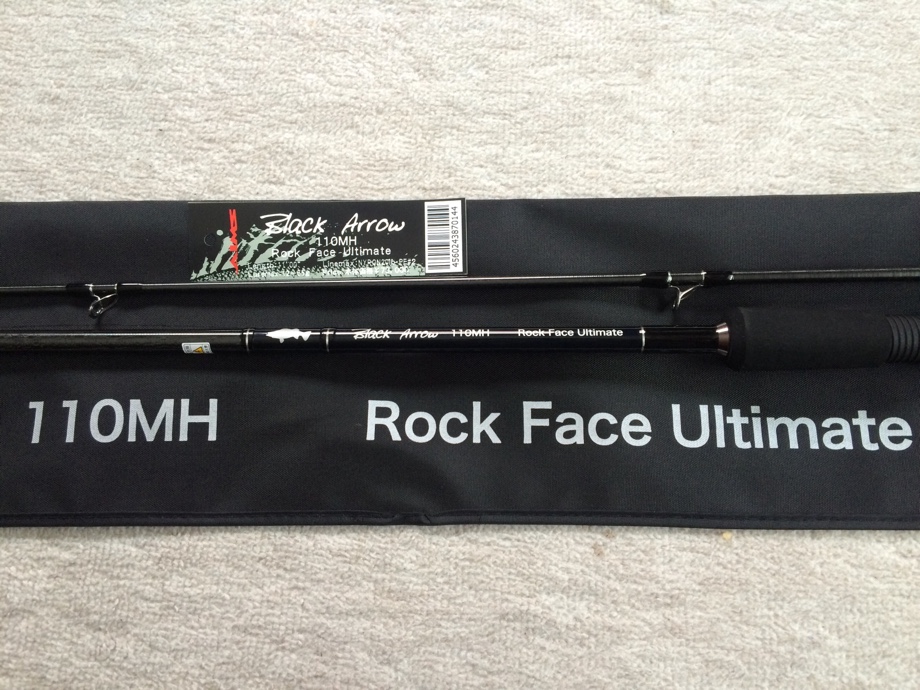 Black Arrow
110MH
Rock Face Ultimate
4560243870144
Black Arrow 110MH Rock Face Ultimate
110MH Rock Face Ultimate